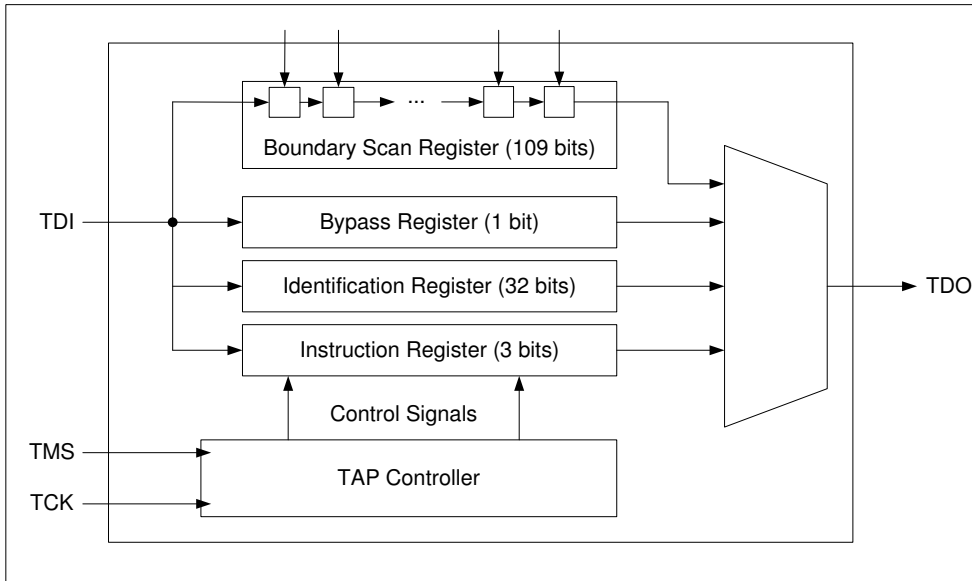 ...
Boundary Scan Register (109 bits)
TDI
Bypass Register (1 bit)
Identification Register (32 bits)
TDO
Instruction Register (3 bits)
Control Signals
TMS
TAP Controller
TCK